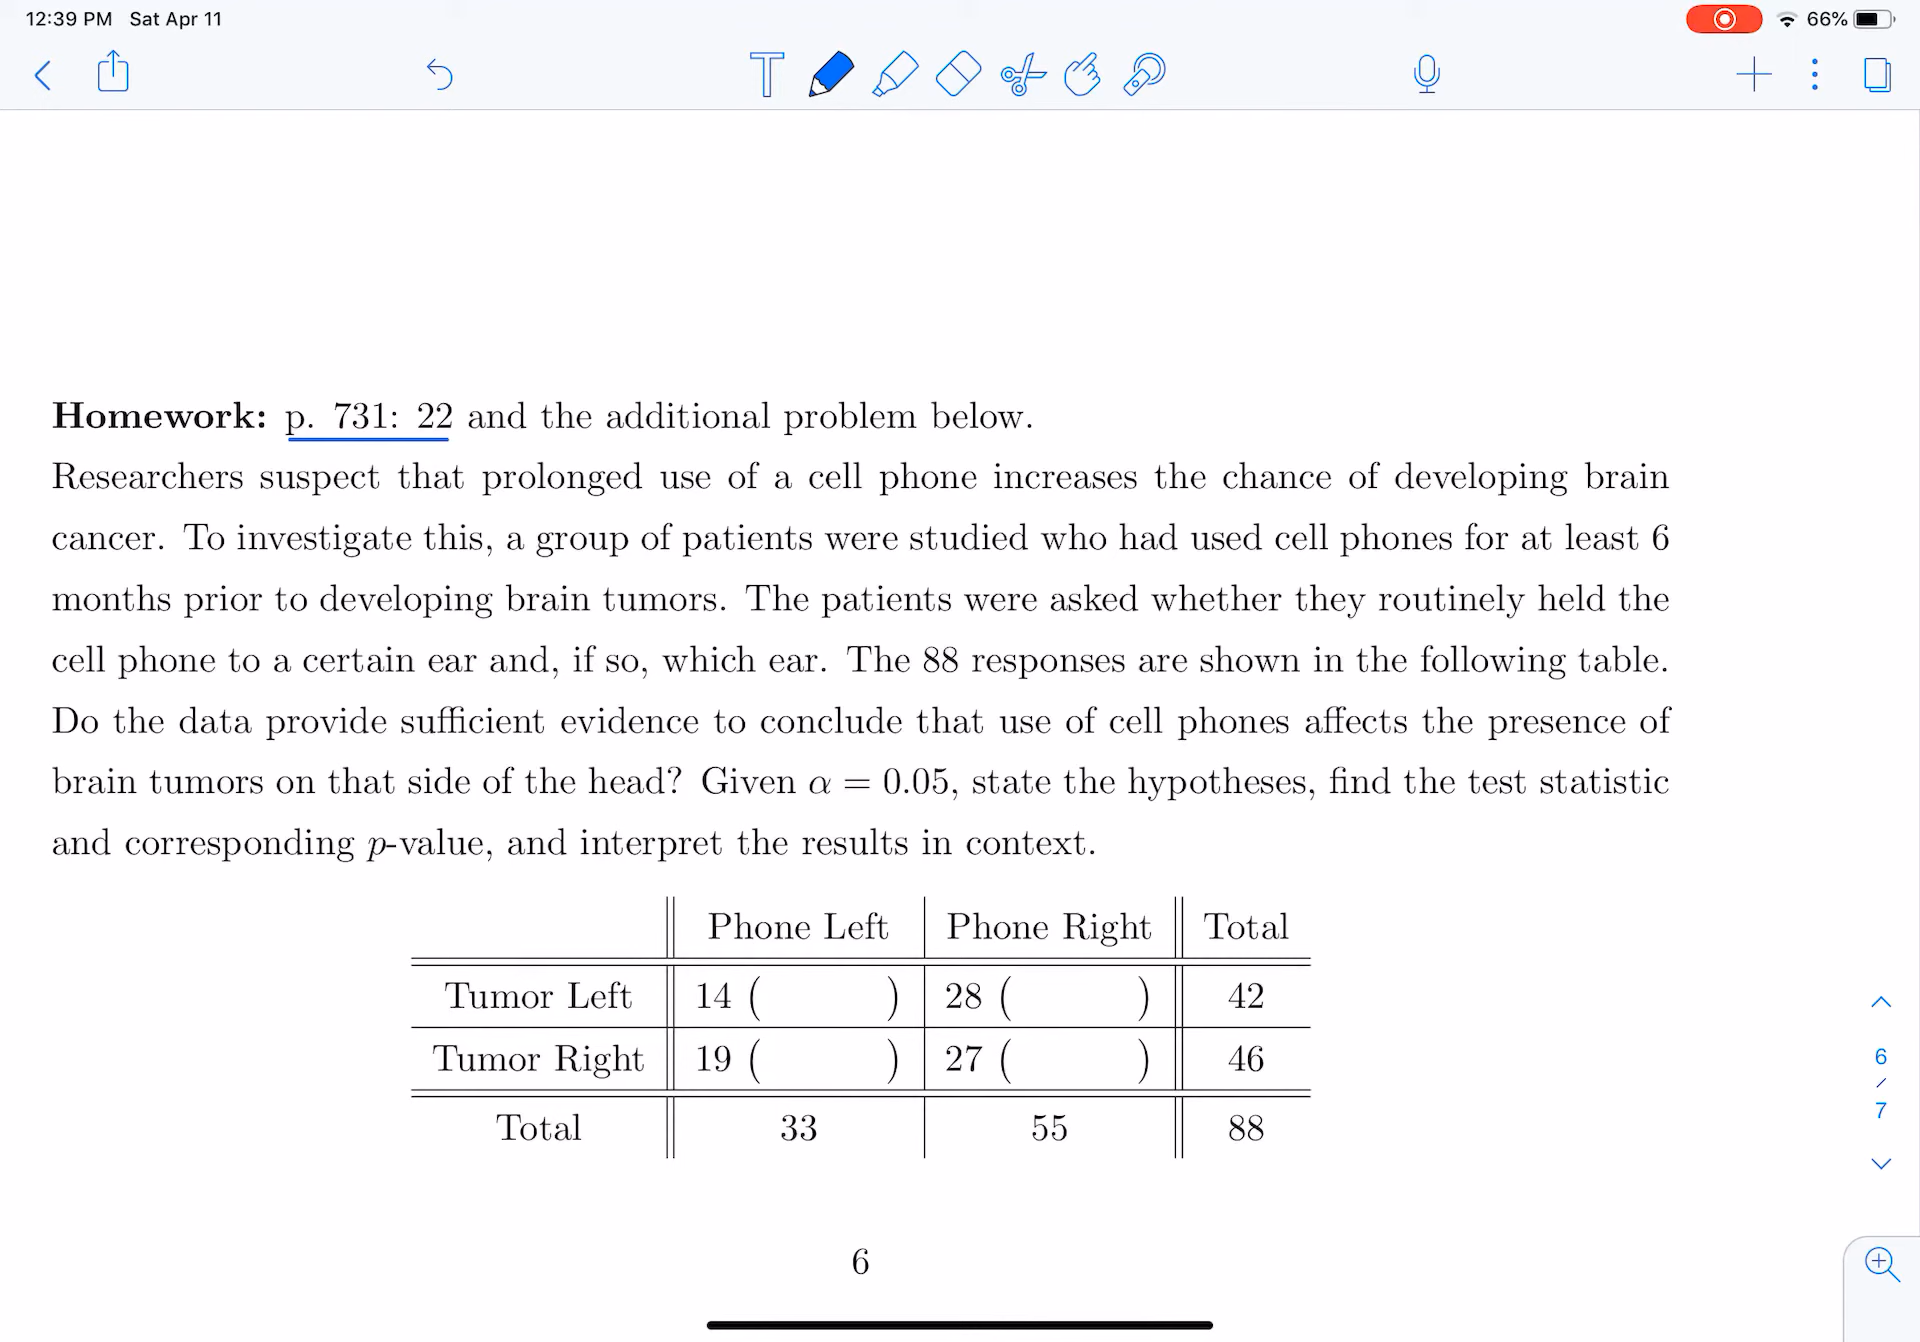 12:39 PM Sat Apr 11
66%
T
Homework: p. 731: 22 and the additional problem below.
Researchers suspect that prolonged use of a cell phone increases the chance of developing brain
cancer. To investigate this, a group of patients were studied who had used cell phones for at least 6
months prior to developing brain tumors. The patients were asked whether they routinely held the
cell phone to a certain ear and, if so, which ear. The 88 responses are shown in the following table.
Do the data provide sufficient evidence to conclude that use of cell phones affects the presence of
brain tumors on that side of the head? Given α = 0.05, state the hypotheses, find the test statistic
and corresponding p-value, and interpret the results in context.
Phone Left Phone Right Total
Tumor Left 14 ( ) 28 ( ) 42
Tumor Right 19 ( ) 27 ( ) 46
Total 33 55 88
6
/
7
6